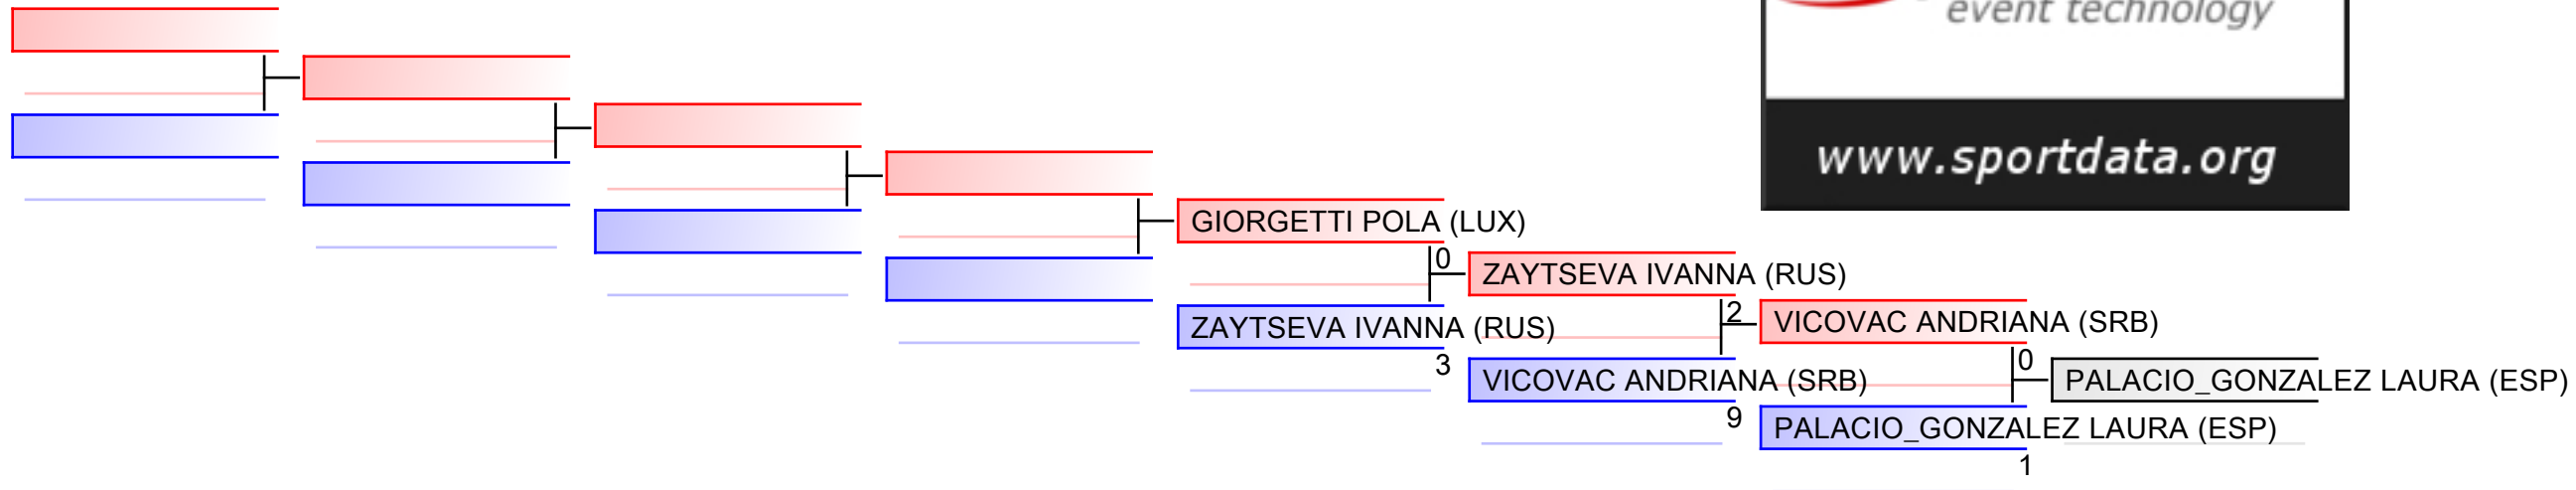 event technology
www.sportdata.org
GIORGETTI POLA (LUX)
0
ZAYTSEVA IVANNA (RUS)
3
ZAYTSEVA IVANNA (RUS)
2
VICOVAC ANDRIANA (SRB)
9
VICOVAC ANDRIANA (SRB)
0
PALACIO_GONZALEZ LAURA (ESP)
1
PALACIO_GONZALEZ LAURA (ESP)